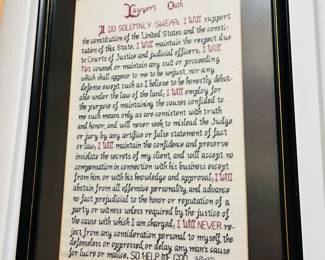 Lawyer's Oath
I DO SOLEMNLY SWEAR: I Will support
the constitution of the United States and the consti-
tution of this State. I Will maintain the respect due
to Courts of Justice and judicial officers; I Will
Not counsel or maintain any suit or proceeding
which shall appear to me to be unjust, nor any
defense except such as I believe to be honestly debat-
able under the law of the land; I Will employ for
the purpose of maintaining the causes confided to
me such means only as are consistent with truth
and honor, and will never seek to mislead the Judge
or jury by any artifice or false statement of fact
or law; I Will maintain the confidence and preserve
inviolate the secrets of my client, and will accept no
compensation in connection with his business except
from him or with his knowledge and approval; I Will
abstain from all offensive personality, and advance
no fact prejudicial to the honor or reputation of a
party or witness unless required by the justice of
the cause with which I am charged; I Will NEVER re-
ject from any consideration personal to myself, the
defenseless or oppressed, or delay any man's cause
for lucre or malice, SO HELP ME GOD.